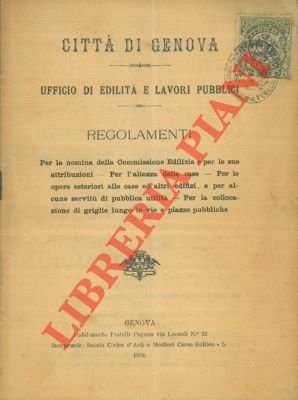 CITTÀ DI GENOVA
UFFICIO DI EDILITÀ E LAVORI PUBBLICI
REGOLAMENTI
Per la nomina della Commissione Edilizia e per le sue
attribuzioni — Per l'altezza delle case — Per le
opere esteriori alle case ed altri edifizi, e per al-
cune servitù di pubblica utilità — Per la colloca-
zione di griglie lungo le vie e piazze pubbliche
LIBRERIA PIANI
GENOVA
Stabilimento Fratelli Pagano via Luccoli N.° 32
Succursale: Scuola Civica d'Arti e Mestieri Corso Galileo
1894.